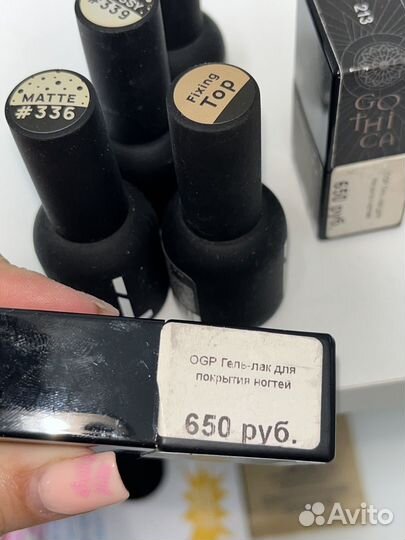 #339
MATTE
#336
Fixing
Top
213
GO
THI
CA
650 руб.
OGP Гель-лак для
покрытия ногтей
650 руб.
Avito